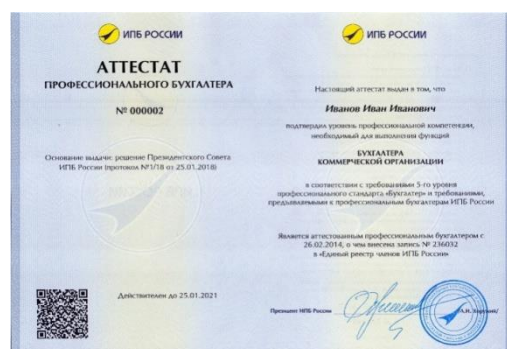 ИПБ РОССИИ
АТТЕСТАТ
ПРОФЕССИОНАЛЬНОГО БУХГАЛТЕРА
№ 000002
Основание выдачи: решение Президентского Совета
ИПБ России (протокол №1/18 от 25.01.2018)
Действителен до 25.01.2021
ИПБ РОССИИ
Настоящий аттестат выдан в том, что
Иванов Иван Иванович
подтвердил уровень профессиональной компетенции,
необходимый для выполнения функций
БУХГАЛТЕРА
КОММЕРЧЕСКОЙ ОРГАНИЗАЦИИ
в соответствии с требованиями 5-го уровня
профессионального стандарта «Бухгалтер» и требованиями,
предъявляемыми к профессиональным бухгалтерам ИПБ России
Является аттестованным профессиональным бухгалтером с
26.02.2014, о чем внесена запись № 236032
в «Единый реестр членов ИПБ России»
Президент ИПБ России